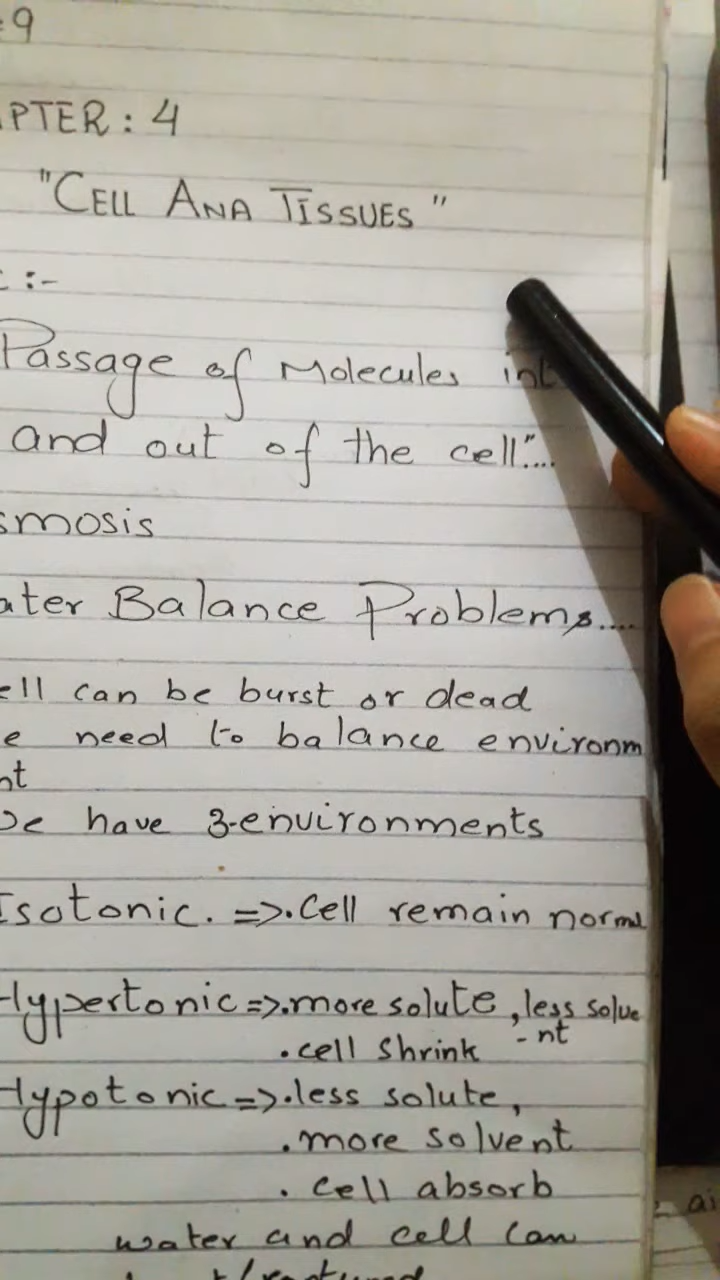 9
PTER : 4
"CELL ANA TISSUES"
:-
Passage of Molecules int
and out of the cell"....
smosis
ater Balance Problems....
ell can be burst or dead
e need to balance environm
nt
have 3-environments
Isotonic. =>. Cell remain normal
Hypertonic =>. more solute, less solve
- nt
. cell shrink
Hypotonic =>. less solute,
. more solvent
. cell absorb
water and cell can